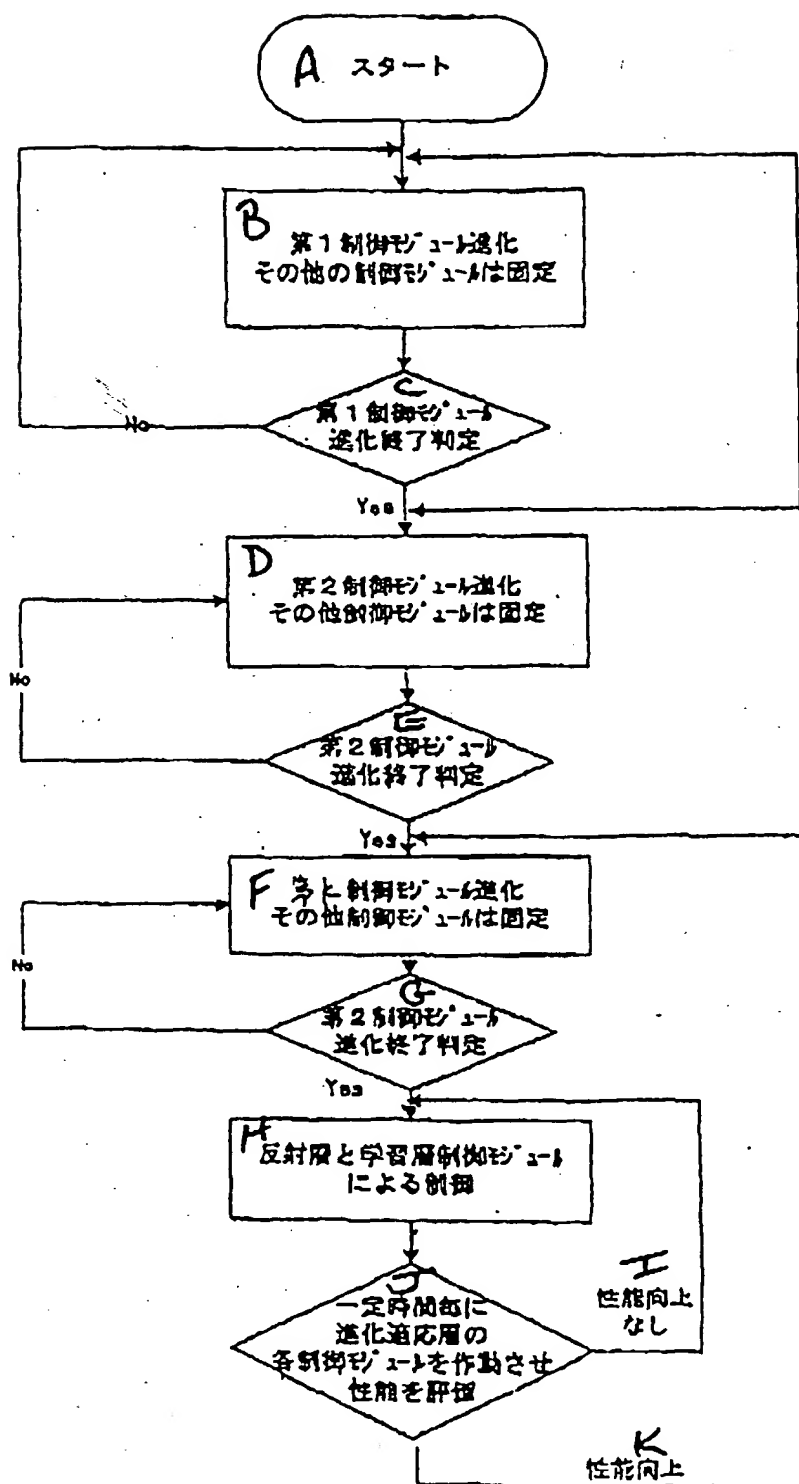 A スタート
B
第1制御モジュール進化
その他の制御モジュールは固定
C
第1制御モジュール
進化終了判定
No
Yes
D
第2制御モジュール進化
その他制御モジュールは固定
E
第2制御モジュール
進化終了判定
No
Yes
F 制御モジュール進化
その他制御モジュールは固定
G
第2制御モジュール
進化終了判定
No
Yes
H
反射層と学習層制御モジュール
による制御
I
性能向上
なし
J
一定時間毎に
進化適応層の
各制御モジュールを作動させ
性能を評価
K
性能向上